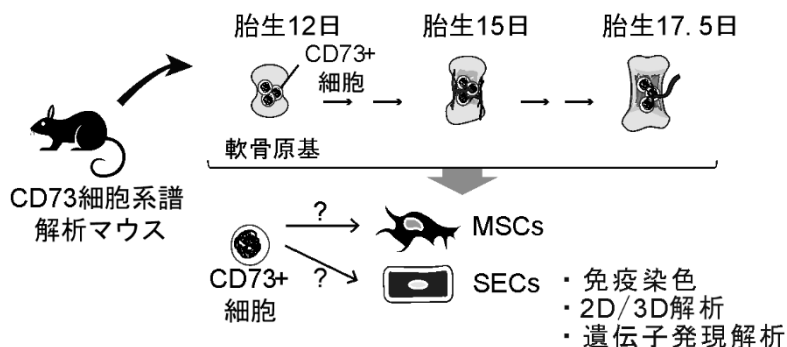 胎生12日
胎生15日
胎生17.5日
CD73+
細胞
軟骨原基
CD73細胞系譜
解析マウス
?
MSCs
?
SECs
CD73+
細胞
・免疫染色
・2D/3D解析
・遺伝子発現解析